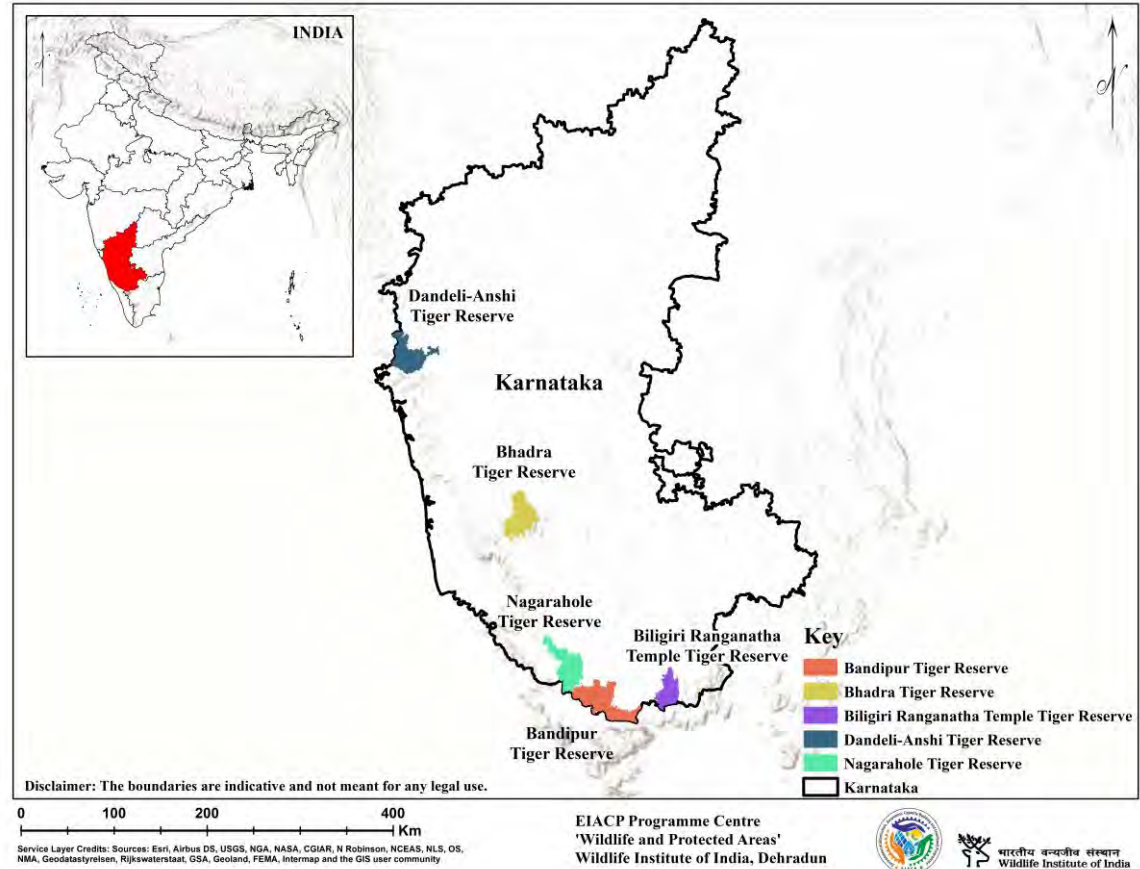 INDIA
Dandeli-Anshi
Tiger Reserve
Karnataka
Bhadra
Tiger Reserve
Nagarahole
Tiger Reserve
Biligiri Ranganatha
Temple Tiger Reserve
Bandipur
Tiger Reserve
Key
Bandipur Tiger Reserve
Bhadra Tiger Reserve
Biligiri Ranganatha Temple Tiger Reserve
Dandeli-Anshi Tiger Reserve
Nagarahole Tiger Reserve
Karnataka
N
Disclaimer: The boundaries are indicative and not meant for any legal use.
0 100 200 400
Km
Service Layer Credits: Sources: Esri, Airbus DS, USGS, NGA, NASA, CGIAR, N Robinson, NCEAS, NLS, OS,
NMA, Geodatastyrelsen, Rijkswaterstaat, GSA, Geoland, FEMA, Intermap and the GIS user community
EIACP Programme Centre
'Wildlife and Protected Areas'
Wildlife Institute of India, Dehradun
भारतीय वन्यजीव संस्थान
Wildlife Institute of India